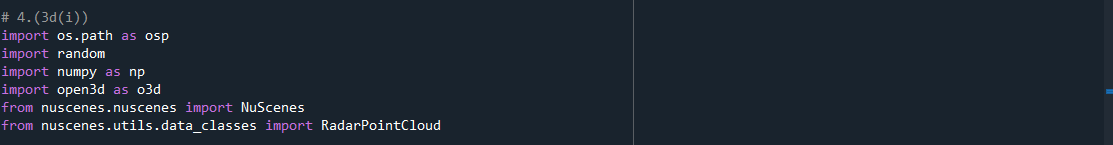 # 4.(3d(i))
import os.path as osp
import random
import numpy as np
import open3d as o3d
from nuscenes.nuscenes import NuScenes
from nuscenes.utils.data_classes import RadarPointCloud